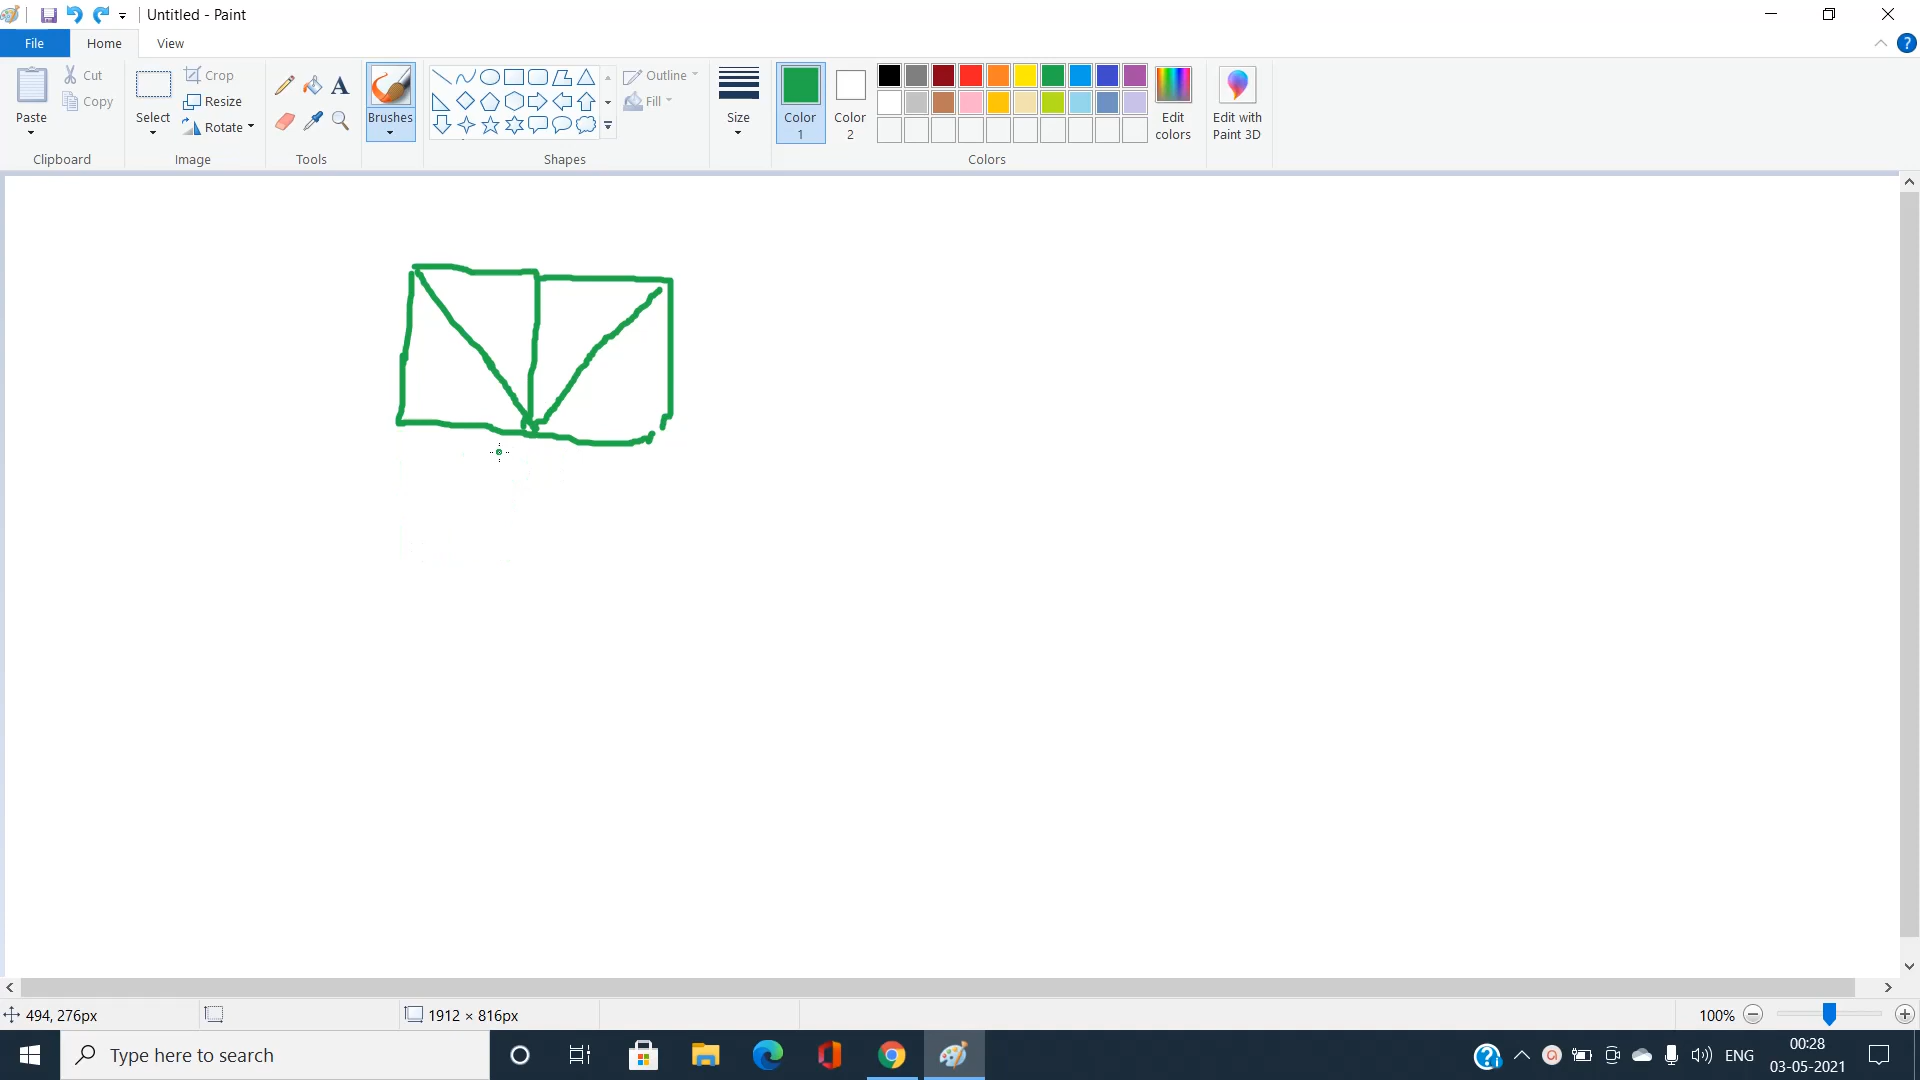 Untitled - Paint
File Home View
Paste
Cut
Copy
Clipboard
Select
Crop
Resize
Rotate
Image
A
Tools
Brushes
Outline
Fill
Shapes
Size
Color 1
Color 2
Edit colors
Colors
Edit with Paint 3D
?
494, 276px
1912 × 816px
100%
Type here to search
ENG
00:28
03-05-2021